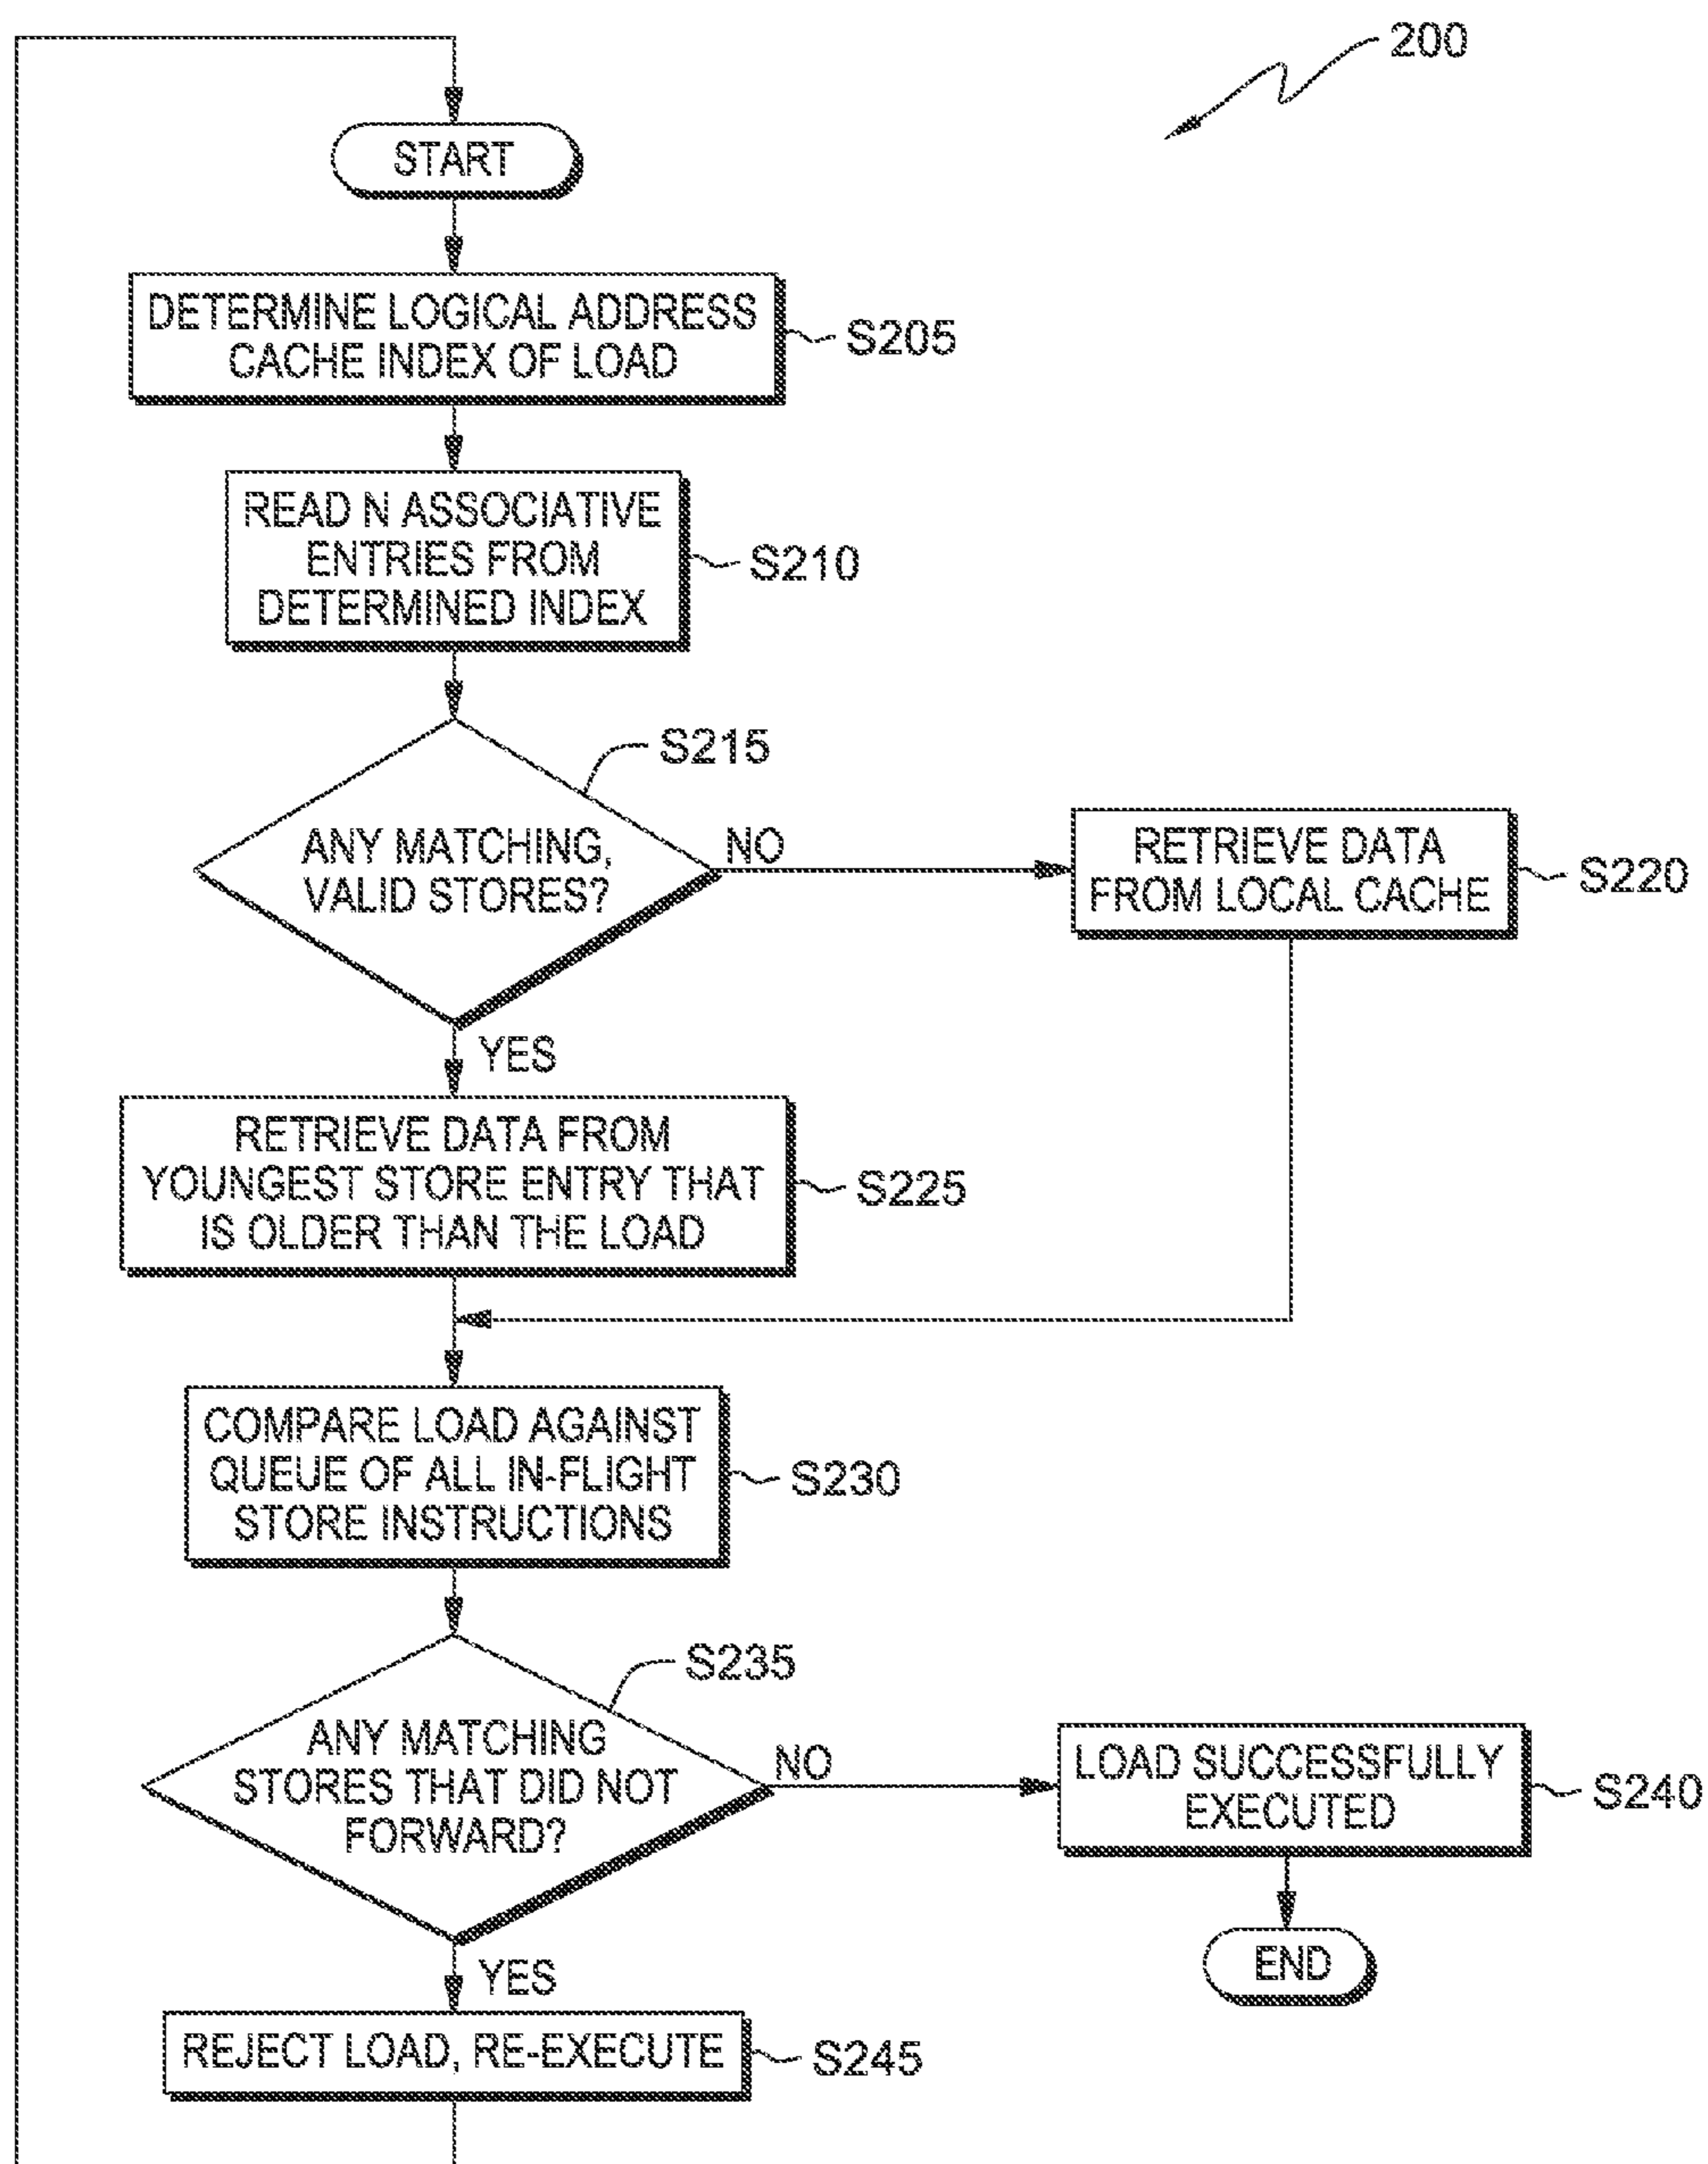 200
START
DETERMINE LOGICAL ADDRESS
CACHE INDEX OF LOAD
S205
READ N ASSOCIATIVE
ENTRIES FROM
DETERMINED INDEX
S210
S215
ANY MATCHING,
VALID STORES?
NO
RETRIEVE DATA
FROM LOCAL CACHE
S220
YES
RETRIEVE DATA FROM
YOUNGEST STORE ENTRY THAT
IS OLDER THAN THE LOAD
S225
COMPARE LOAD AGAINST
QUEUE OF ALL IN-FLIGHT
STORE INSTRUCTIONS
S230
S235
ANY MATCHING
STORES THAT DID NOT
FORWARD?
NO
LOAD SUCCESSFULLY
EXECUTED
S240
END
YES
REJECT LOAD, RE-EXECUTE
S245